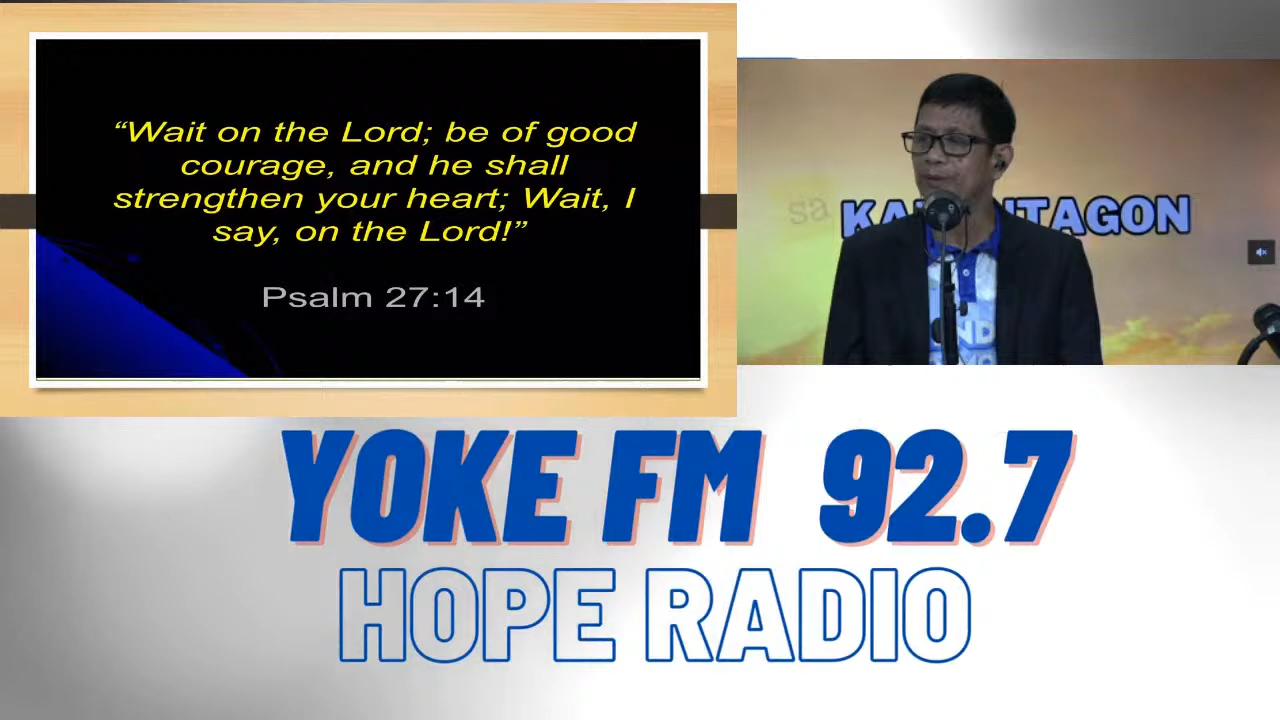 “Wait on the Lord; be of good
courage, and he shall
strengthen your heart; Wait, I
say, on the Lord!”
Psalm 27:14
sa
YOKE FM 92.7
HOPE RADIO